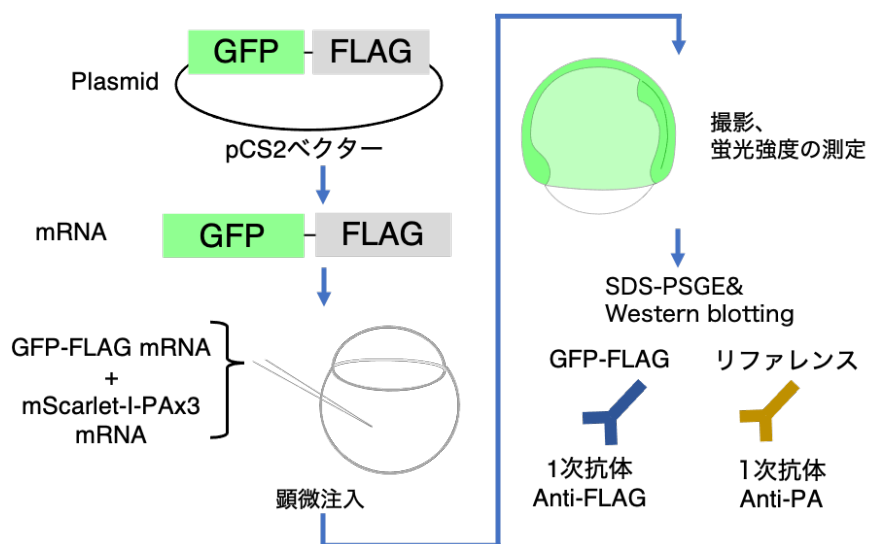 GFP
FLAG
Plasmid
pCS2ベクター
mRNA
GFP
FLAG
GFP-FLAG mRNA
+
mScarlet-I-PAx3
mRNA
顕微注入
撮影、
蛍光強度の測定
SDS-PSGE&
Western blotting
GFP-FLAG
リファレンス
1次抗体
Anti-FLAG
1次抗体
Anti-PA